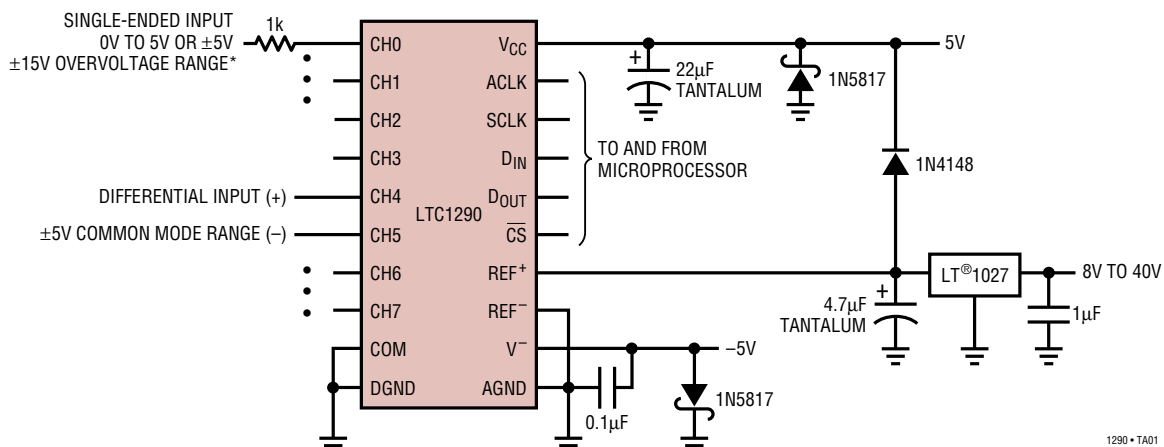 SINGLE-ENDED INPUT
0V TO 5V OR ±5V
±15V OVERVOLTAGE RANGE*
1k
DIFFERENTIAL INPUT (+)
±5V COMMON MODE RANGE (–)
CH0
CH1
CH2
CH3
CH4
CH5
CH6
CH7
COM
DGND
LTC1290
VCC
ACLK
SCLK
DIN
DOUT
C̅S̅
REF+
REF–
V–
AGND
+
22µF
TANTALUM
1N5817
5V
TO AND FROM
MICROPROCESSOR
1N4148
LT®1027
8V TO 40V
+
4.7µF
TANTALUM
1µF
–5V
0.1µF
1N5817
1290 • TA01